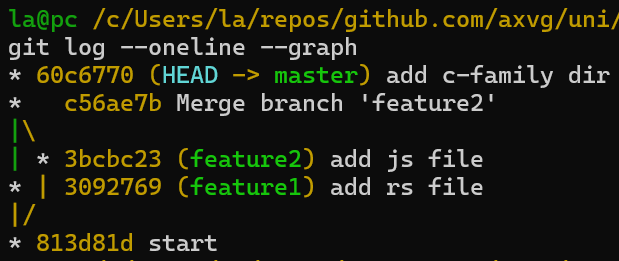 la@pc /c/Users/la/repos/github.com/axvg/uni/
git log --oneline --graph
* 60c6770 (HEAD -> master) add c-family dir
*   c56ae7b Merge branch 'feature2'
|\
| * 3bcbc23 (feature2) add js file
* | 3092769 (feature1) add rs file
|/
* 813d81d start